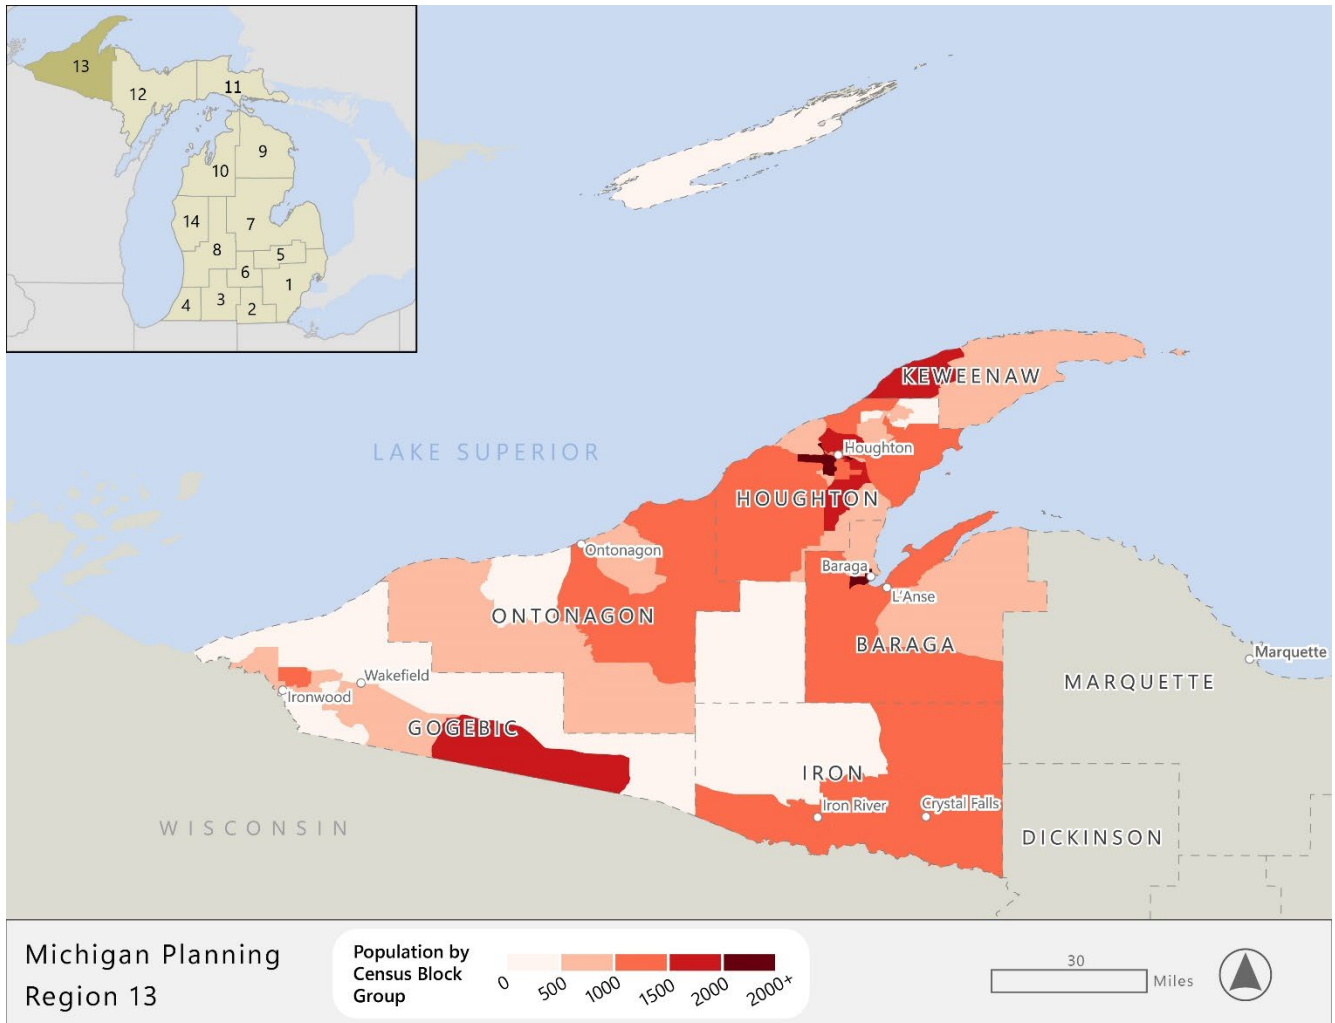 13
12
11
9
10
14
7
8
5
6
1
4
3
2
KEWEENAW
LAKE SUPERIOR
Houghton
HOUGHTON
Ontonagon
Baraga
L'Anse
ONTONAGON
BARAGA
Marquette
Wakefield
Ironwood
MARQUETTE
GOGEBIC
IRON
Iron River
Crystal Falls
WISCONSIN
DICKINSON
Michigan Planning
Region 13
Population by
Census Block
Group
0
500
1000
1500
2000
2000+
30
Miles